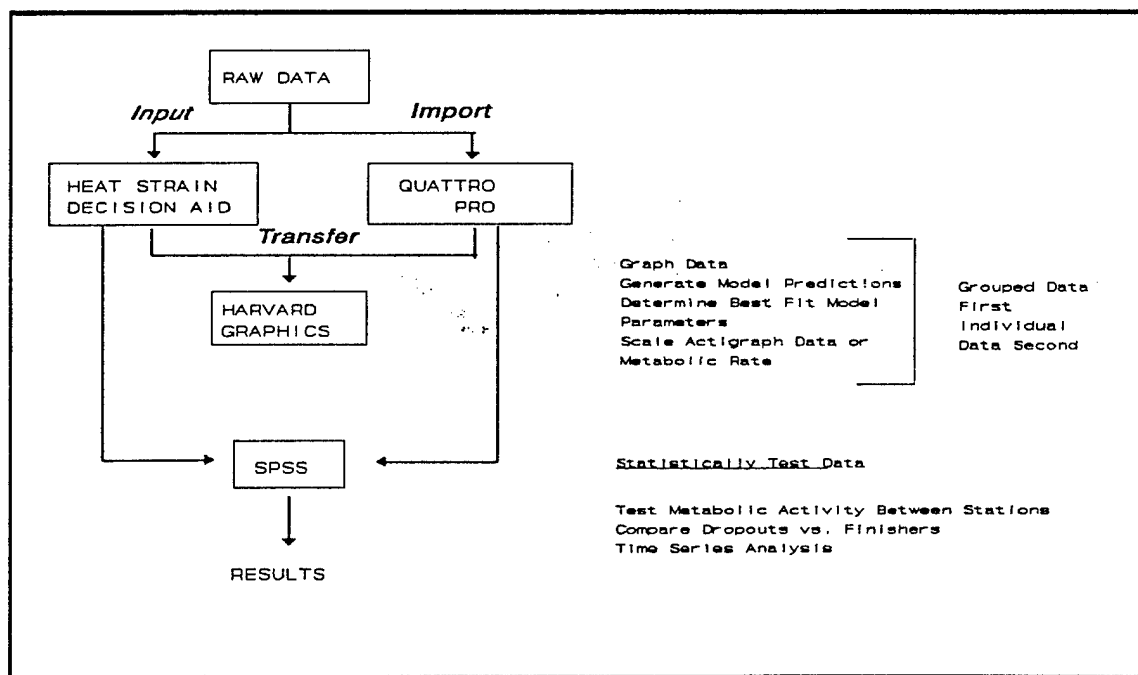 RAW DATA
Input
Import
HEAT STRAIN
DECISION AID
QUATTRO
PRO
Transfer
HARVARD
GRAPHICS
Graph Data
Generate Model Predictions
Determine Best Fit Model
Parameters
Scale Actigraph Data or
Metabolic Rate
Grouped Data
First
Individual
Data Second
SPSS
Statistically Test Data
Test Metabolic Activity Between Stations
Compare Dropouts vs. Finishers
Time Series Analysis
RESULTS